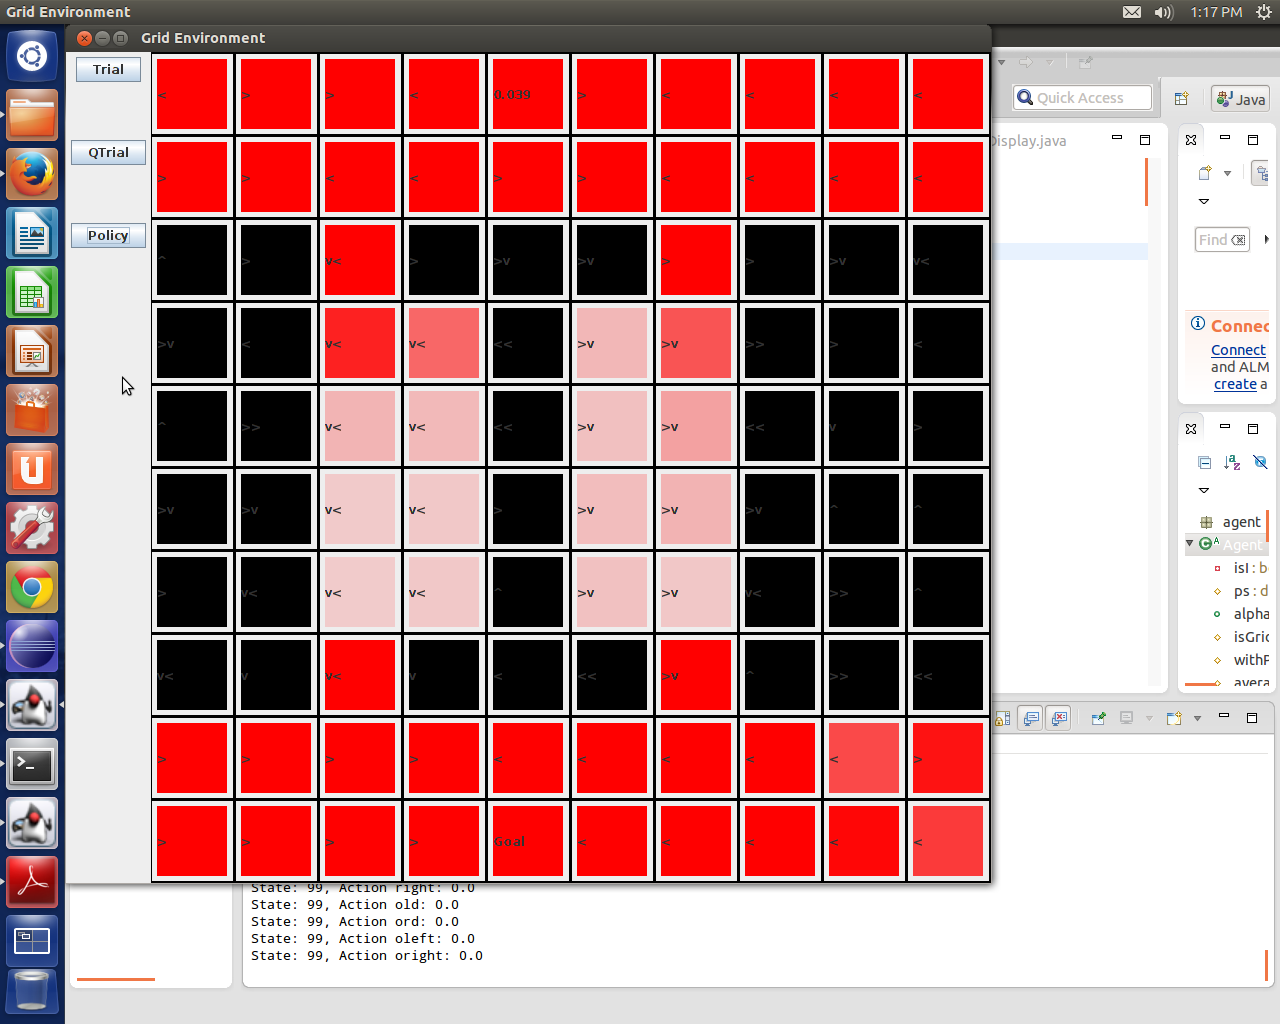 Grid Environment
1:17 PM
Grid Environment
Trial
QTrial
Policy
< > > < 0.039 > < < < <
> > > > > < < < < <
^ > v< > >v >v > > >v v<
>v < v< v< << >v >v >> > <
^ >> v< v< << >v >v << v >
>v >v v< v< > >v >v >v ^ ^
> v< v< v< ^ >v >v v< >> ^
v< v v< v < << >v ^ >> <<
> > > > < < < < < >
> > > > Goal < < < < <
Quick Access
Java
Display.java
Find
Connec
Connect
and ALM
create a
agent
Agent
isI : b
ps : d
alpha
isGric
withF
avera
State: 99, Action right: 0.0
State: 99, Action old: 0.0
State: 99, Action ord: 0.0
State: 99, Action oleft: 0.0
State: 99, Action oright: 0.0